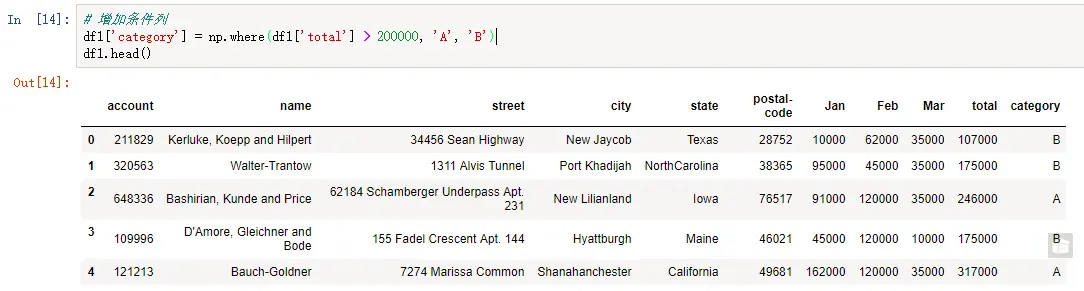 In [14]:
# 增加条件列
df1['category'] = np.where(df1['total'] > 200000, 'A', 'B')
df1.head()
Out[14]:
account name street city state postal-code Jan Feb Mar total category
0 211829 Kerluke, Koepp and Hilpert 34456 Sean Highway New Jaycob Texas 28752 10000 62000 35000 107000 B
1 320563 Walter-Trantow 1311 Alvis Tunnel Port Khadijah NorthCarolina 38365 95000 45000 35000 175000 B
2 648336 Bashirian, Kunde and Price 62184 Schamberger Underpass Apt. 231 New Lilianland Iowa 76517 91000 120000 35000 246000 A
3 109996 D'Amore, Gleichner and Bode 155 Fadel Crescent Apt. 144 Hyattburgh Maine 46021 45000 120000 10000 175000 B
4 121213 Bauch-Goldner 7274 Marissa Common Shanahanchester California 49681 162000 120000 35000 317000 A